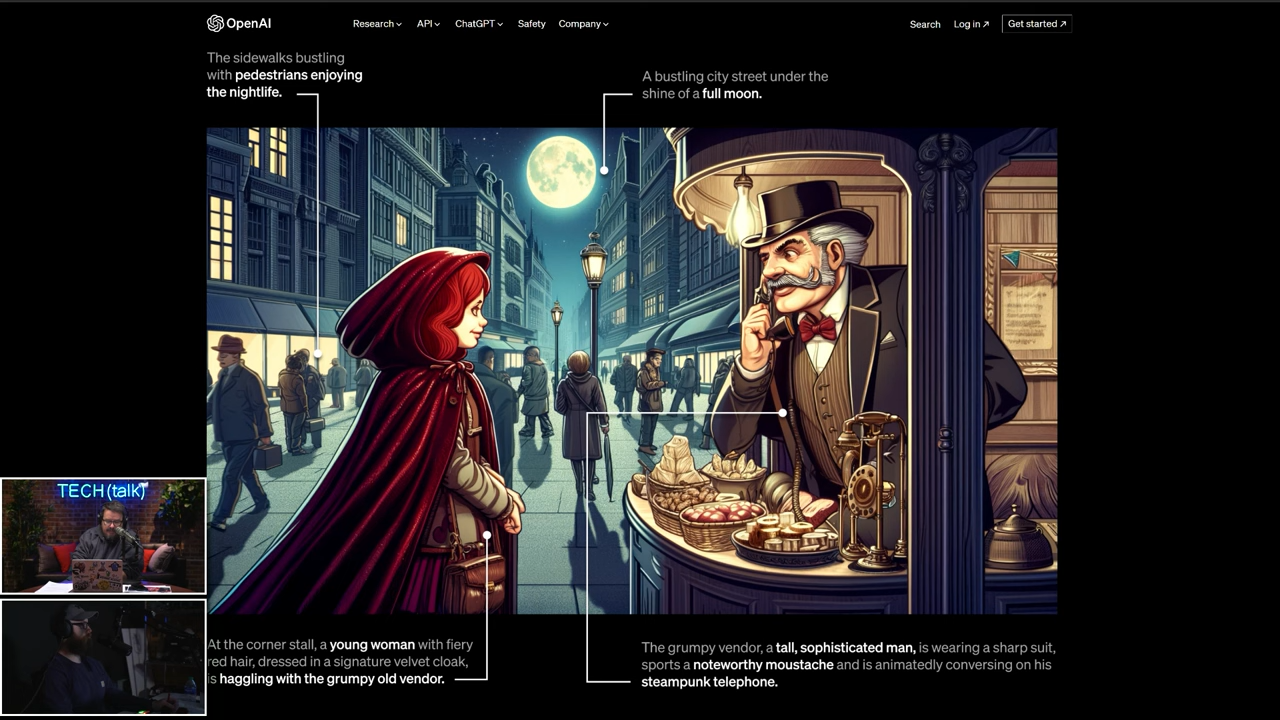 OpenAI
Research API ChatGPT Safety Company
Search Log in ↗ Get started ↗
The sidewalks bustling
with pedestrians enjoying
the nightlife.
A bustling city street under the
shine of a full moon.
TECH(talk)
At the corner stall, a young woman with fiery
red hair, dressed in a signature velvet cloak,
is haggling with the grumpy old vendor.
The grumpy vendor, a tall, sophisticated man, is wearing a sharp suit,
sports a noteworthy moustache and is animatedly conversing on his
steampunk telephone.